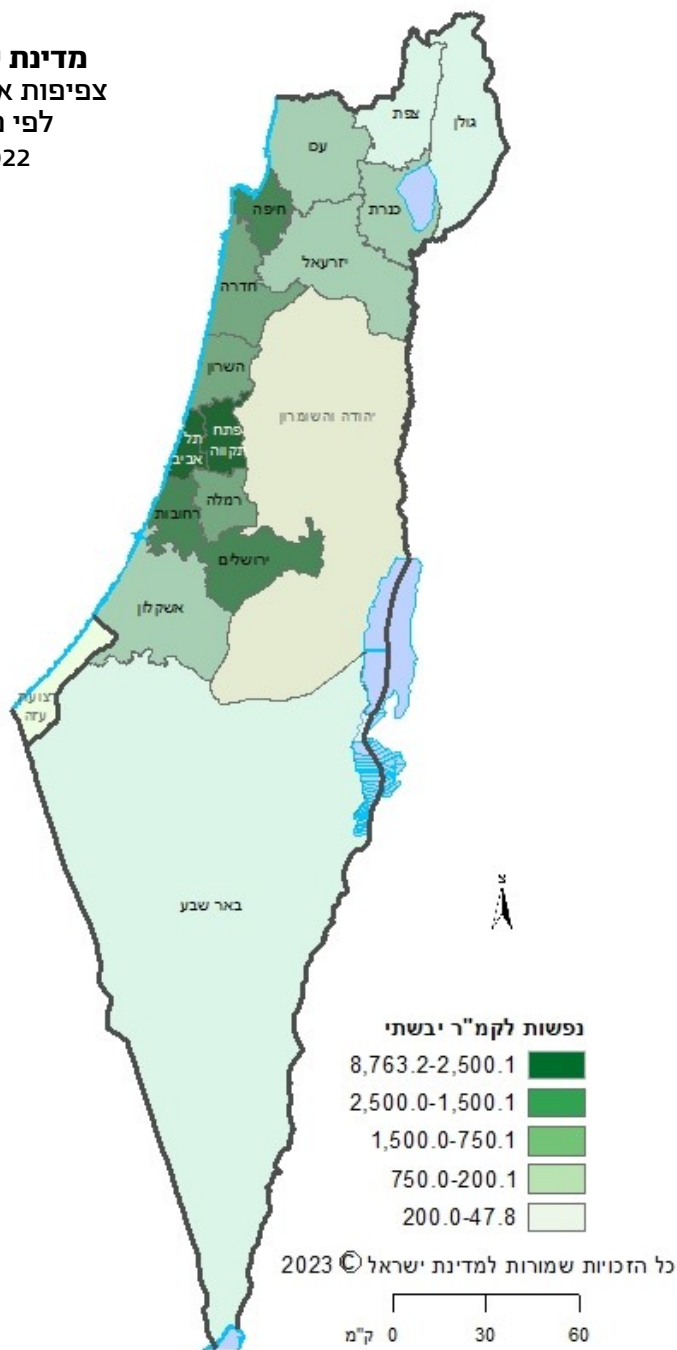 מדינת
צפיפות
לפי
צפת
גולן
עכו
כנרת
חיפה
יזרעאל
חדרה
השרון
יהודה והשומרון
פתח
תקווה
תל
אביב
רמלה
רחובות
ירושלים
אשקלון
רצועת
עזה
באר שבע
צ
נפשות לקמ"ר יבשתי
8,763.2-2,500.1
2,500.0-1,500.1
1,500.0-750.1
750.0-200.1
200.0-47.8
כל הזכויות שמורות למדינת ישראל © 2023
ק"מ 0 30 60